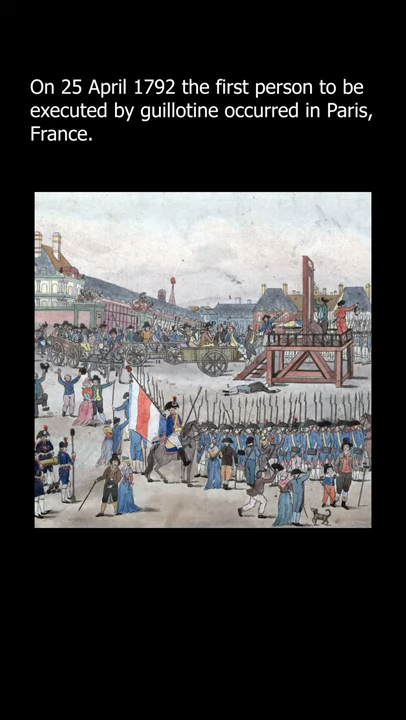 On 25 April 1792 the first person to be
executed by guillotine occurred in Paris,
France.